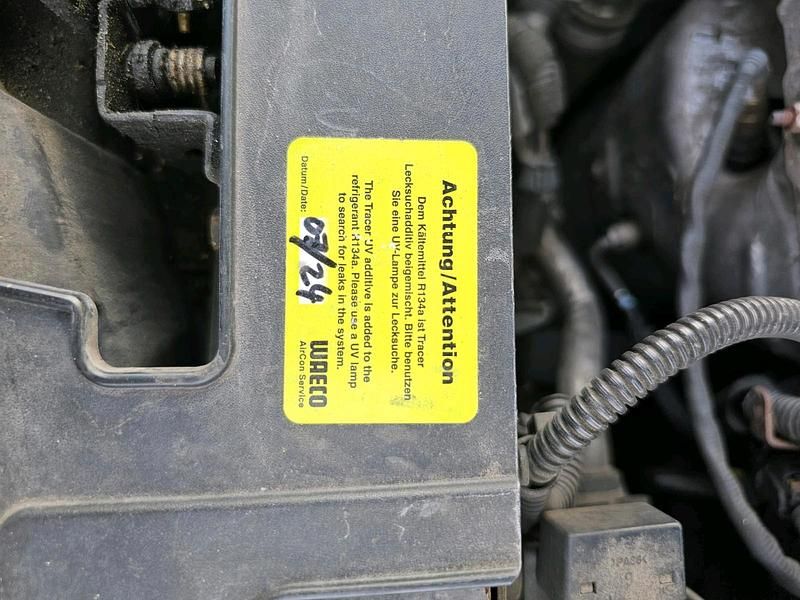 Achtung/Attention
Dem Kältemittel R134a ist Tracer
Lecksuchadditiv beigemischt. Bitte benutzen
Sie eine UV-Lampe zur Lecksuche.
The Tracer UV additive is added to the
refrigerant R134a. Please use a UV lamp
to search for leaks in the system.
Datum/Date: 05/24
WAECO
AirCon Service